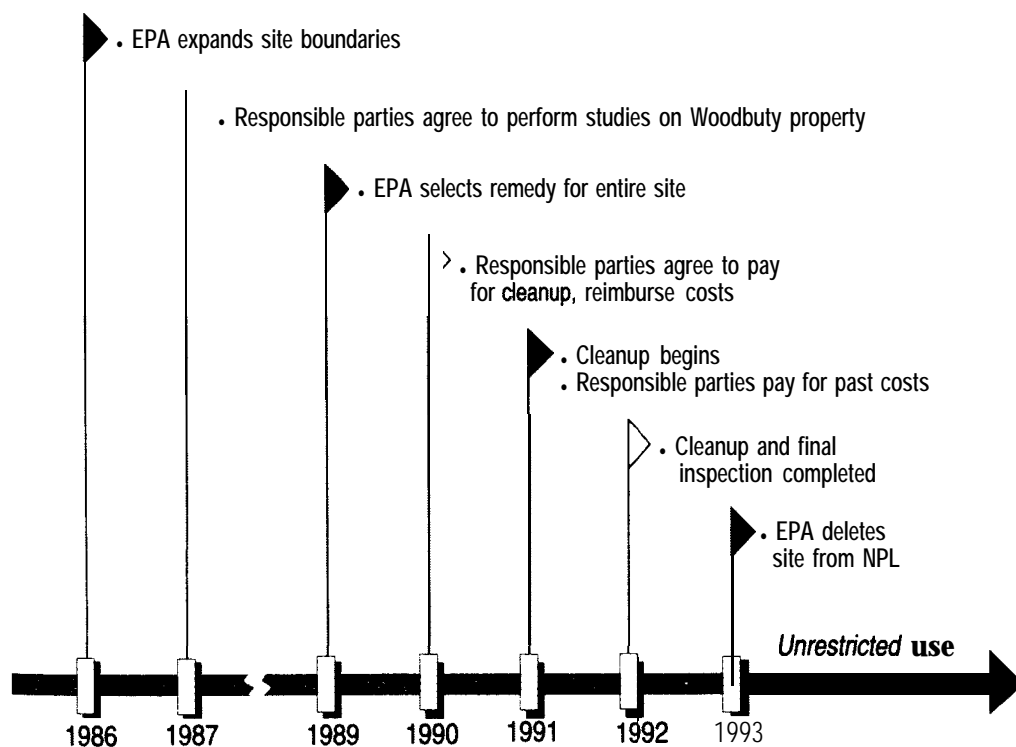 • EPA expands site boundaries
• Responsible parties agree to perform studies on Woodbuty property
• EPA selects remedy for entire site
• Responsible parties agree to pay
for cleanup, reimburse costs
• Cleanup begins
• Responsible parties pay for past costs
• Cleanup and final
inspection completed
• EPA deletes
site from NPL
Unrestricted use
1986 1987 1989 1990 1991 1992 1993